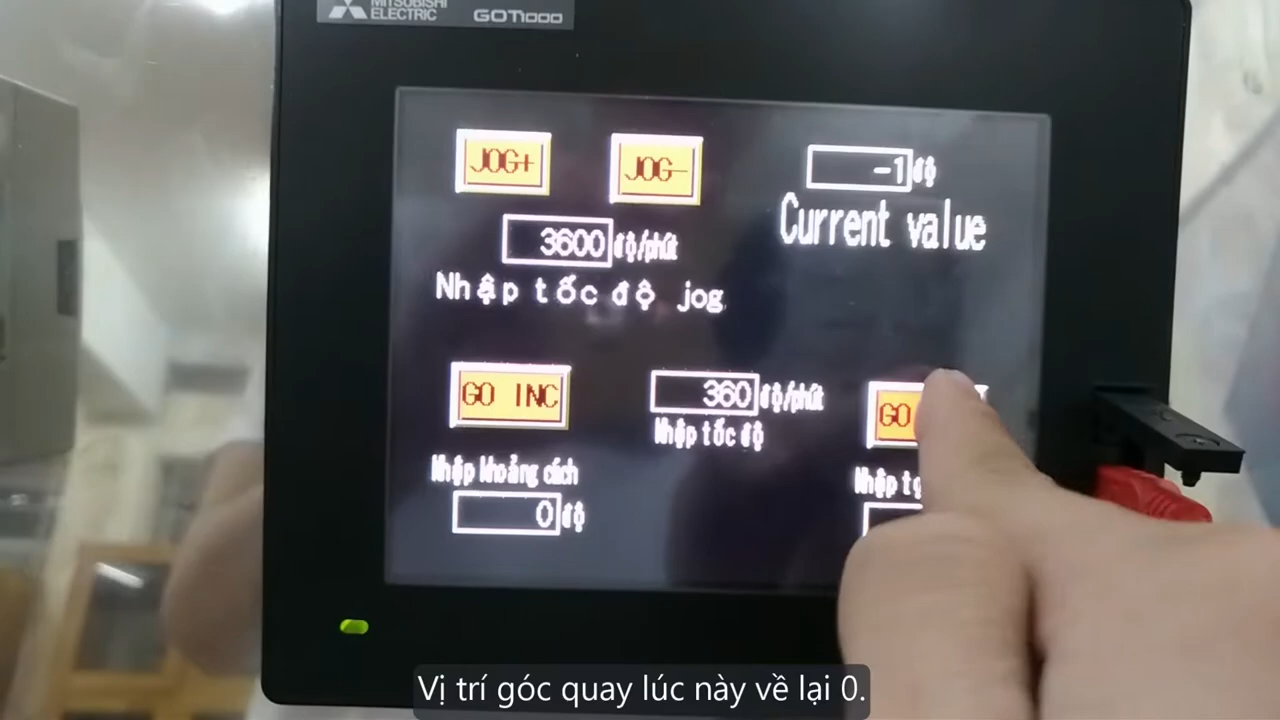 MITSUBISHI
ELECTRIC
GOT1000
JOG+
JOG-
-1 độ
Current value
3600 độ/phút
Nhập tốc độ jog
GO INC
360 độ/phút
Nhập tốc độ
GO
Nhập khoảng cách
0 độ
Nhập
Vị trí góc quay lúc này về lại 0.